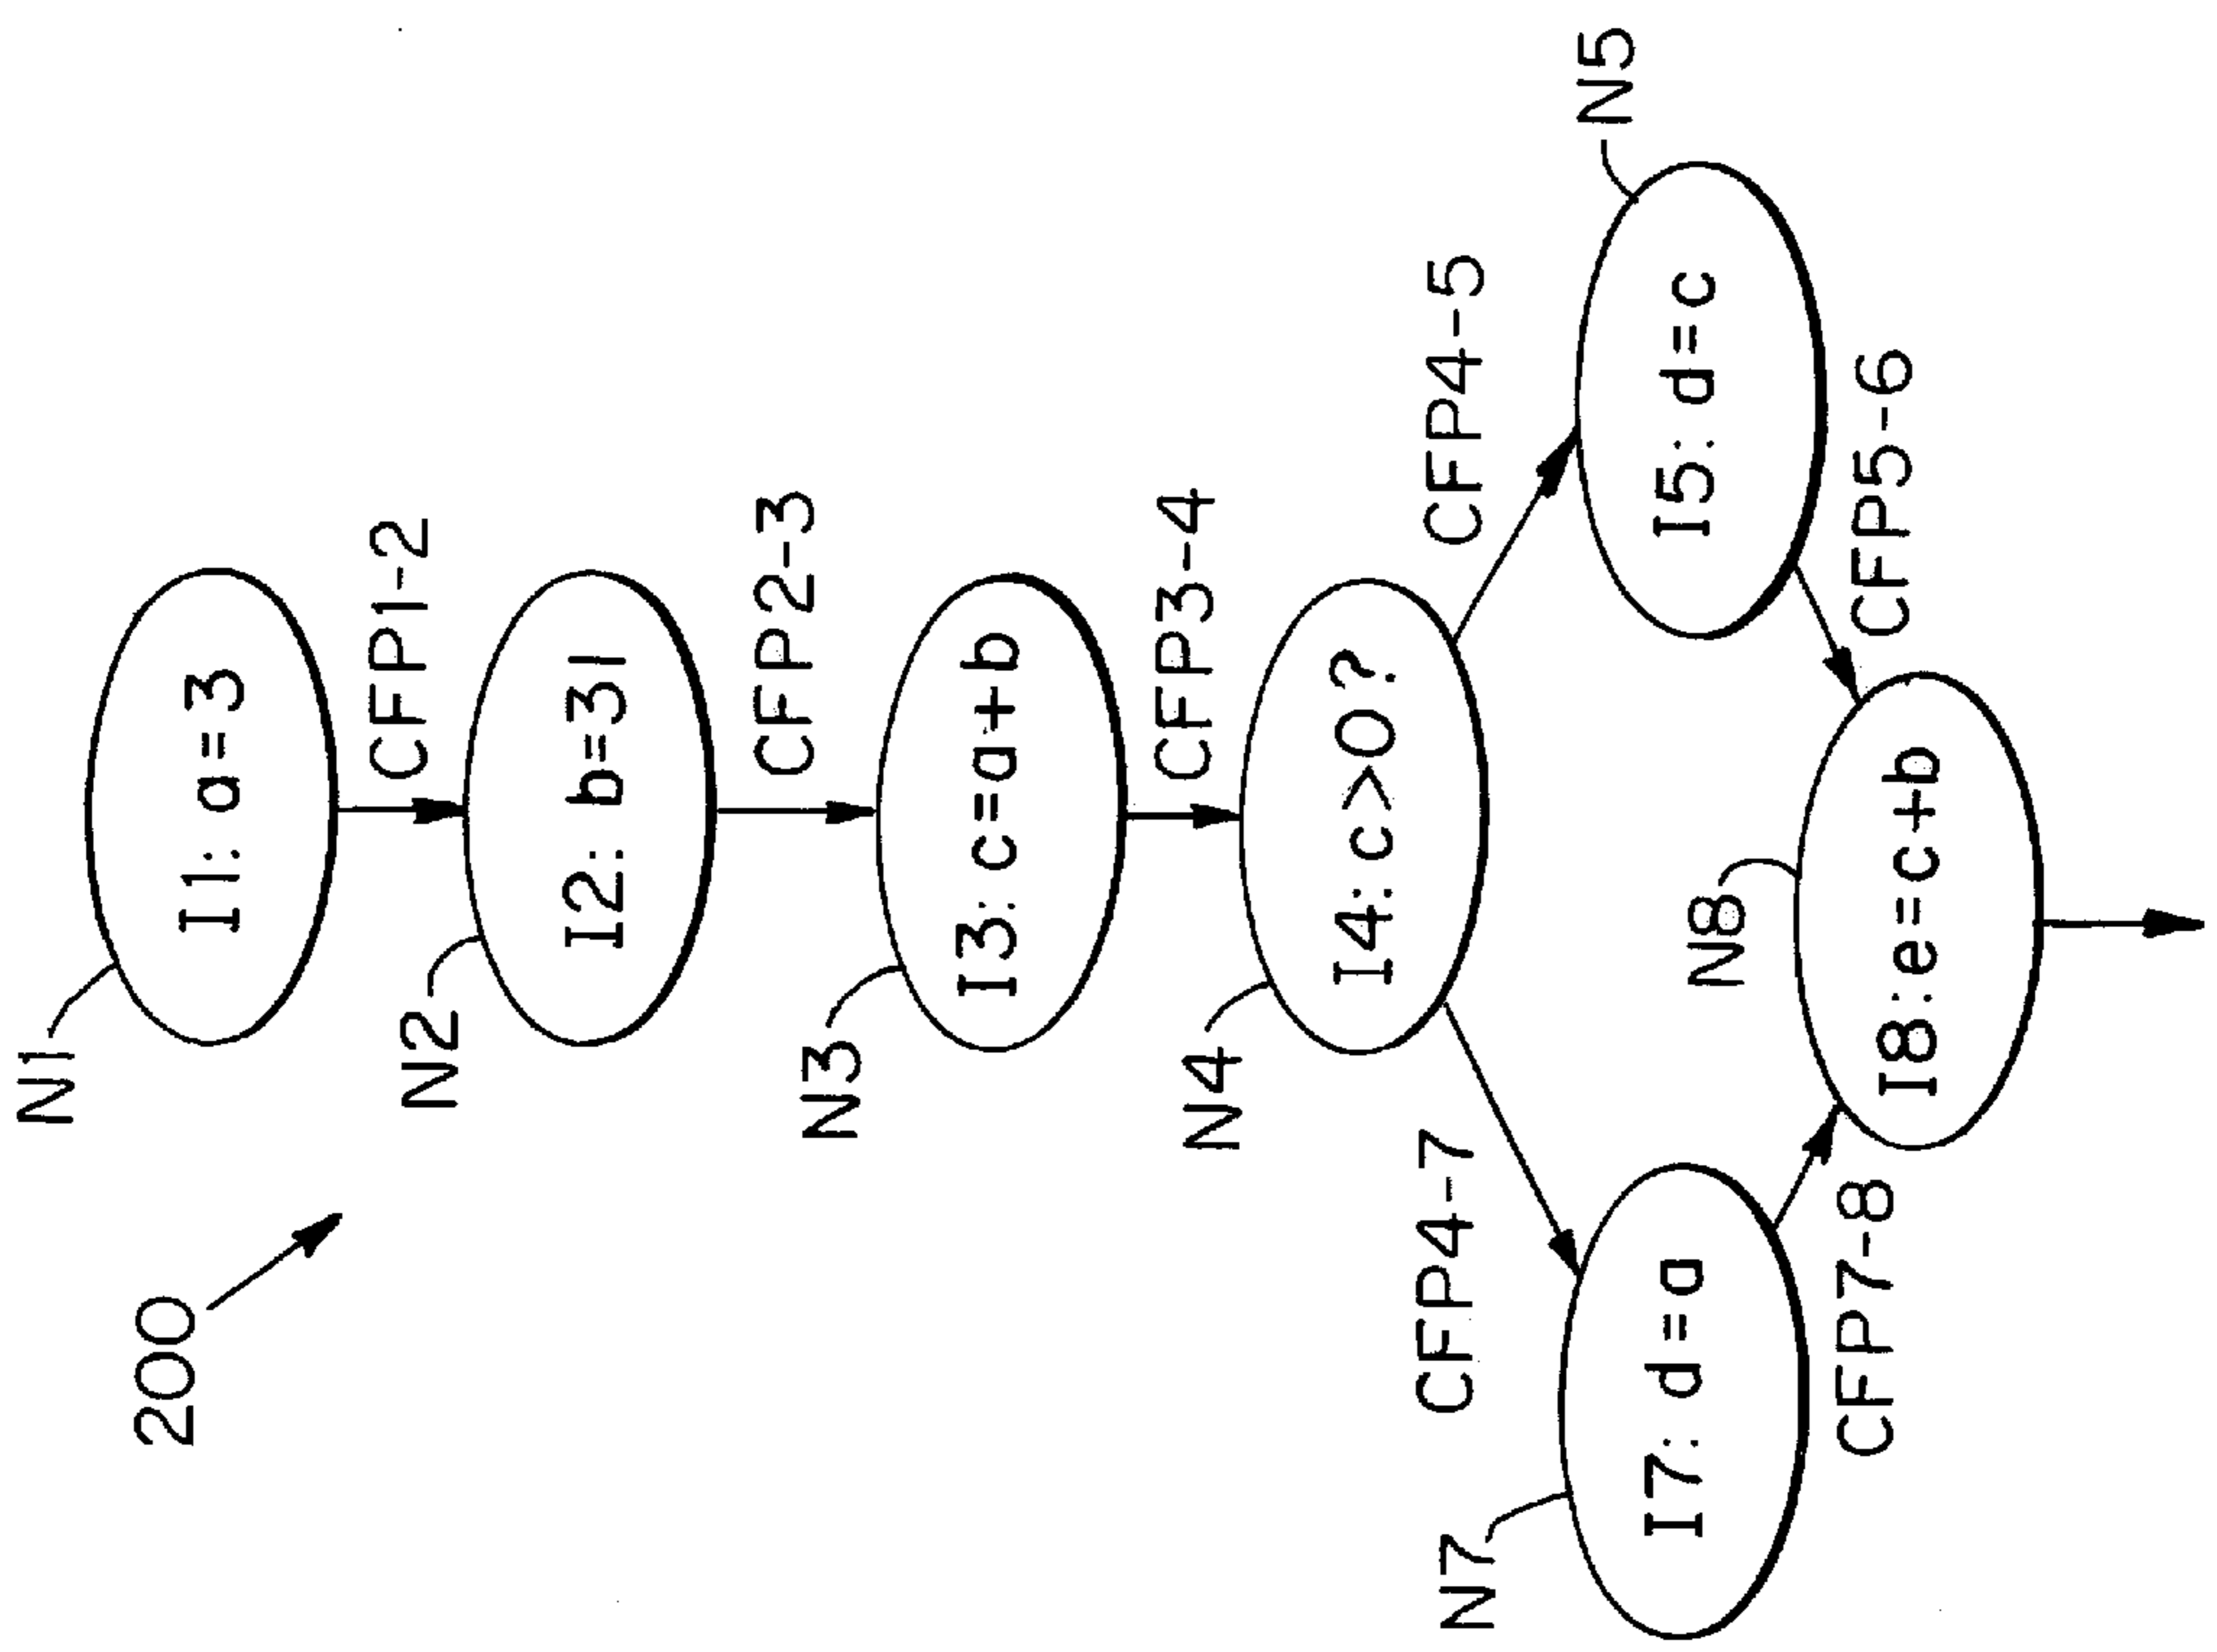 200
N1
I1: a=3
CFP1-2
N2
I2: b=31
CFP2-3
N3
I3: c=a+b
CFP3-4
N4
I4: c>0?
CFP4-7
CFP4-5
N7
I7: d=a
N5
I5: d=c
CFP7-8
CFP5-6
N8
I8: e=c+b